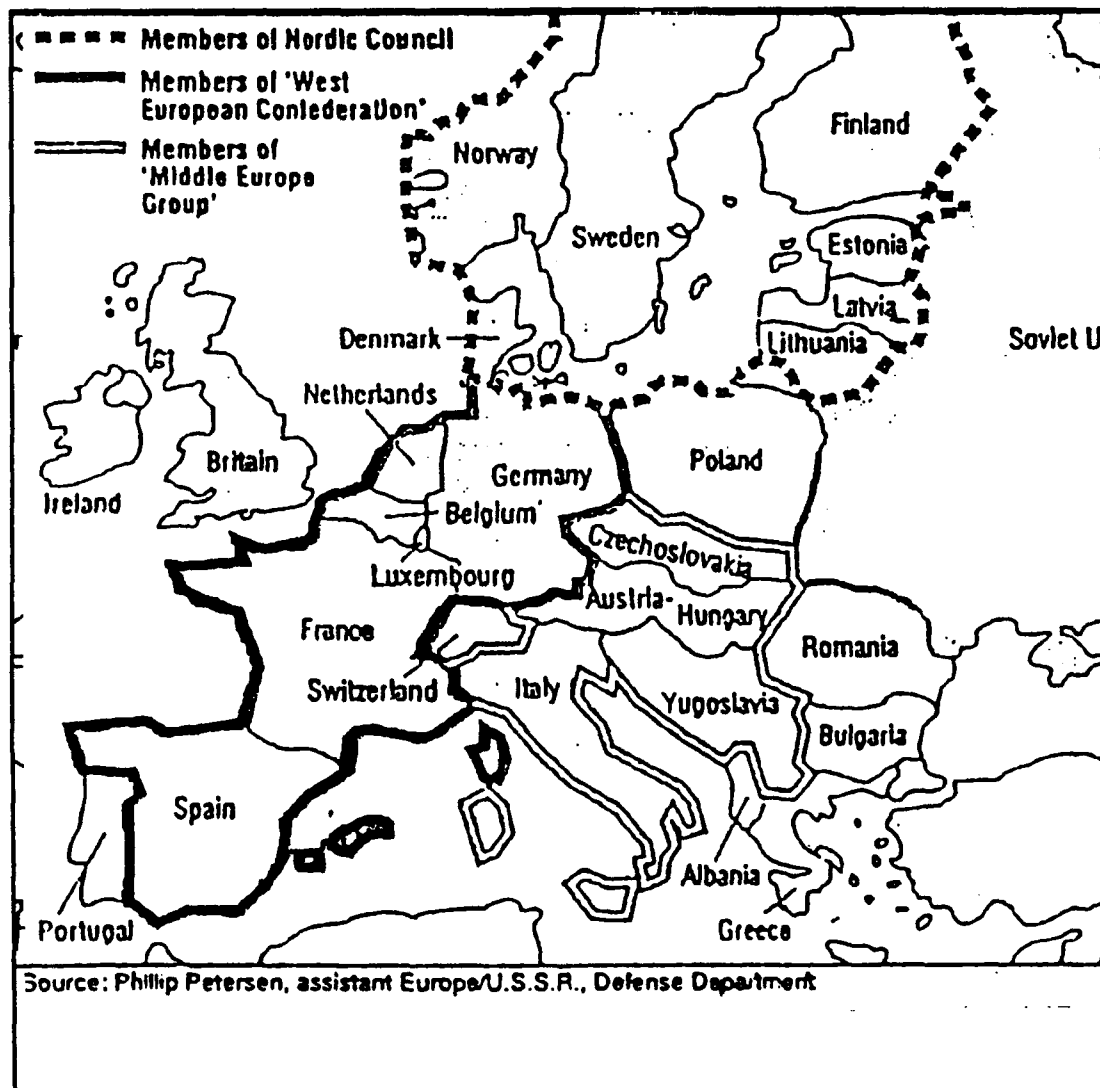 Members of Nordic Council
Members of 'West
European Confederation'
Members of
'Middle Europe
Group'
Norway
Finland
Sweden
Estonia
Latvia
Lithuania
Soviet U
Denmark
Netherlands
Britain
Ireland
Germany
Poland
Belgium
Luxembourg
Czechoslovakia
Austria-
Hungary
France
Switzerland
Italy
Romania
Yugoslavia
Bulgaria
Spain
Albania
Portugal
Greece
Source: Phillip Petersen, assistant Europe/U.S.S.R., Defense Department